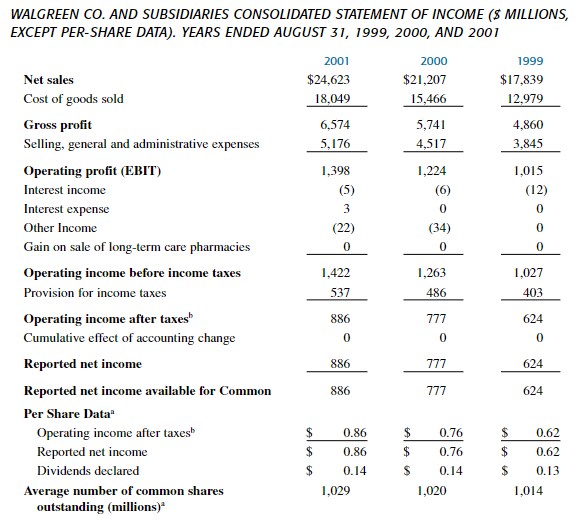 WALGREEN CO. AND SUBSIDIARIES CONSOLIDATED STATEMENT OF INCOME ($ MILLIONS,
EXCEPT PER-SHARE DATA). YEARS ENDED AUGUST 31, 1999, 2000, AND 2001
2001 2000 1999
Net sales $24,623 $21,207 $17,839
Cost of goods sold 18,049 15,466 12,979
Gross profit 6,574 5,741 4,860
Selling, general and administrative expenses 5,176 4,517 3,845
Operating profit (EBIT) 1,398 1,224 1,015
Interest income (5) (6) (12)
Interest expense 3 0 0
Other Income (22) (34) 0
Gain on sale of long-term care pharmacies 0 0 0
Operating income before income taxes 1,422 1,263 1,027
Provision for income taxes 537 486 403
Operating income after taxesᵇ 886 777 624
Cumulative effect of accounting change 0 0 0
Reported net income 886 777 624
Reported net income available for Common 886 777 624
Per Share Dataᵃ
Operating income after taxesᵇ $ 0.86 $ 0.76 $ 0.62
Reported net income $ 0.86 $ 0.76 $ 0.62
Dividends declared $ 0.14 $ 0.14 $ 0.13
Average number of common shares 1,029 1,020 1,014
outstanding (millions)ᵃ